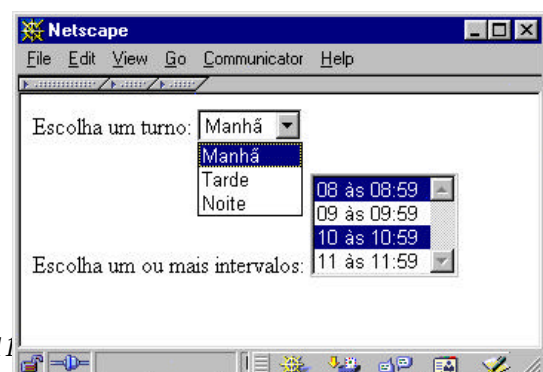 Netscape
File Edit View Go Communicator Help
Escolha um turno: Manhã
Manhã
Tarde
Noite
08 às 08:59
09 às 09:59
10 às 10:59
11 às 11:59
Escolha um ou mais intervalos: